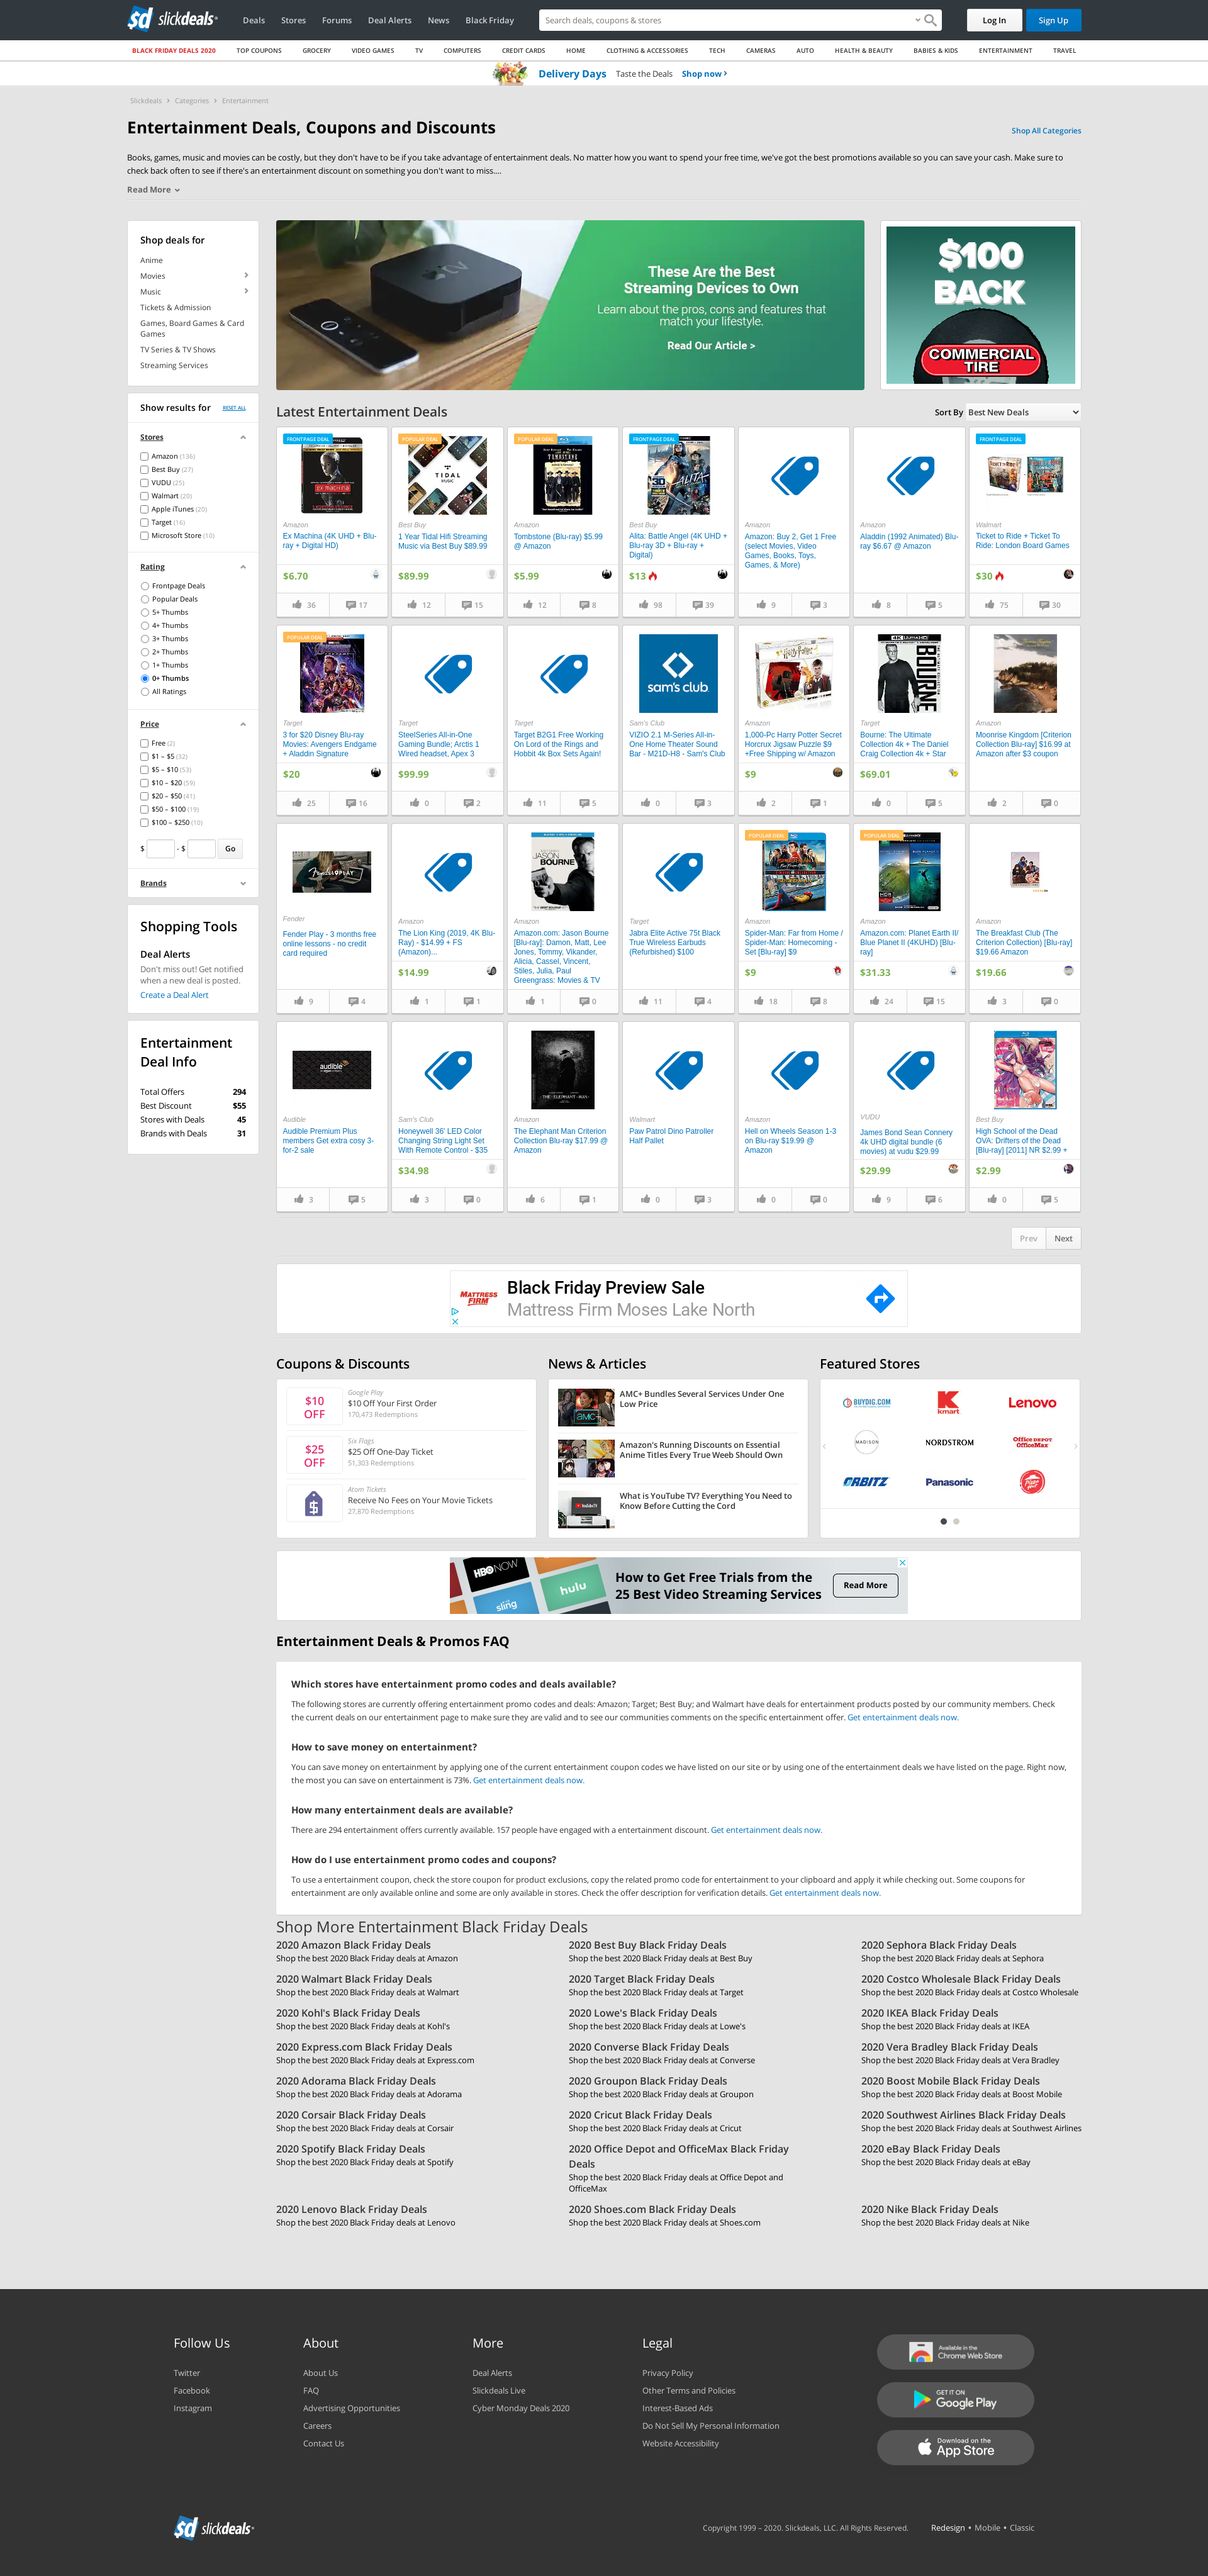 sd slickdeals
Deals
Stores
Forums
Deal Alerts
News
Black Friday
Search deals, coupons & stores
Log In
Sign Up
BLACK FRIDAY DEALS 2020
TOP COUPONS
GROCERY
VIDEO GAMES
TV
COMPUTERS
CREDIT CARDS
HOME
CLOTHING & ACCESSORIES
TECH
CAMERAS
AUTO
HEALTH & BEAUTY
BABIES & KIDS
ENTERTAINMENT
TRAVEL
Delivery Days Taste the Deals Shop now
Slickdeals
Categories
Entertainment
Entertainment Deals, Coupons and Discounts
Shop All Categories
Books, games, music and movies can be costly, but they don't have to be if you take advantage of entertainment deals. No matter how you want to spend your free time, we've got the best promotions available so you can save your cash. Make sure to
check back often to see if there's an entertainment discount on something you don't want to miss....
Read More
Shop deals for
Anime
Movies
Music
Tickets & Admission
Games, Board Games & Card
Games
TV Series & TV Shows
Streaming Services
tv
These Are the Best
Streaming Devices to Own
Learn about the pros, cons and features that
match your lifestyle.
Read Our Article >
$100
BACK
COMMERCIAL
TIRE
Show results for
RESET ALL
Stores
Amazon (136)
Best Buy (27)
VUDU (25)
Walmart (20)
Apple iTunes (20)
Target (16)
Microsoft Store (10)
Rating
Frontpage Deals
Popular Deals
5+ Thumbs
4+ Thumbs
3+ Thumbs
2+ Thumbs
1+ Thumbs
0+ Thumbs
All Ratings
Price
Free (2)
$1 – $5 (32)
$5 – $10 (53)
$10 – $20 (59)
$20 – $50 (41)
$50 – $100 (19)
$100 – $250 (10)
$ - $ Go
Brands
Shopping Tools
Deal Alerts
Don't miss out! Get notified
when a new deal is posted.
Create a Deal Alert
Entertainment
Deal Info
Total Offers 294
Best Discount $55
Stores with Deals 45
Brands with Deals 31
Latest Entertainment Deals
Sort By Best New Deals
FRONTPAGE DEAL
EX MACHINA
Amazon
Ex Machina (4K UHD + Blu-
ray + Digital HD)
$6.70
36
17
POPULAR DEAL
TIDAL
MUSIC
Best Buy
1 Year Tidal Hifi Streaming
Music via Best Buy $89.99
$89.99
12
15
POPULAR DEAL
TOMBSTONE
Amazon
Tombstone (Blu-ray) $5.99
@ Amazon
$5.99
12
8
FRONTPAGE DEAL
3D
ALITA
Best Buy
Alita: Battle Angel (4K UHD +
Blu-ray 3D + Blu-ray +
Digital)
$13
98
39
Amazon
Amazon: Buy 2, Get 1 Free
(select Movies, Video
Games, Books, Toys,
Games, & More)
9
3
Amazon
Aladdin (1992 Animated) Blu-
ray $6.67 @ Amazon
8
5
FRONTPAGE DEAL
Walmart
Ticket to Ride + Ticket To
Ride: London Board Games
$30
75
30
POPULAR DEAL
Target
3 for $20 Disney Blu-ray
Movies: Avengers Endgame
+ Aladdin Signature
$20
25
16
Target
SteelSeries All-in-One
Gaming Bundle; Arctis 1
Wired headset, Apex 3
$99.99
0
2
Target
Target B2G1 Free Working
On Lord of the Rings and
Hobbit 4k Box Sets Again!
11
5
sam's club
Sam's Club
VIZIO 2.1 M-Series All-in-
One Home Theater Sound
Bar - M21D-H8 - Sam's Club
0
3
Harry Potter
Amazon
1,000-Pc Harry Potter Secret
Horcrux Jigsaw Puzzle $9
+Free Shipping w/ Amazon
$9
2
1
BOURNE
Target
Bourne: The Ultimate
Collection 4k + The Daniel
Craig Collection 4k + Star
$69.01
0
5
Amazon
Moonrise Kingdom [Criterion
Collection Blu-ray] $16.99 at
Amazon after $3 coupon
2
0
Fender PLAY
Fender
Fender Play - 3 months free
online lessons - no credit
card required
9
4
Amazon
The Lion King (2019, 4K Blu-
Ray) - $14.99 + FS
(Amazon)...
$14.99
1
1
JASON
BOURNE
Amazon
Amazon.com: Jason Bourne
[Blu-ray]: Damon, Matt, Lee
Jones, Tommy, Vikander,
Alicia, Cassel, Vincent,
Stiles, Julia, Paul
Greengrass: Movies & TV
1
0
Target
Jabra Elite Active 75t Black
True Wireless Earbuds
(Refurbished) $100
11
4
POPULAR DEAL
Amazon
Spider-Man: Far from Home /
Spider-Man: Homecoming -
Set [Blu-ray] $9
$9
18
8
POPULAR DEAL
Amazon
Amazon.com: Planet Earth II/
Blue Planet II (4KUHD) [Blu-
ray]
$31.33
24
15
Amazon
The Breakfast Club (The
Criterion Collection) [Blu-ray]
$19.66 Amazon
$19.66
3
0
audible
Audible
Audible Premium Plus
members Get extra cosy 3-
for-2 sale
3
5
Sam's Club
Honeywell 36' LED Color
Changing String Light Set
With Remote Control - $35
$34.98
3
0
THE ELEPHANT MAN
Amazon
The Elephant Man Criterion
Collection Blu-ray $17.99 @
Amazon
6
1
Walmart
Paw Patrol Dino Patroller
Half Pallet
0
3
Amazon
Hell on Wheels Season 1-3
on Blu-ray $19.99 @
Amazon
0
0
VUDU
James Bond Sean Connery
4k UHD digital bundle (6
movies) at vudu $29.99
$29.99
9
6
Best Buy
High School of the Dead
OVA: Drifters of the Dead
[Blu-ray] [2011] NR $2.99 +
$2.99
0
5
Prev
Next
MATTRESS
FIRM
Black Friday Preview Sale
Mattress Firm Moses Lake North
Coupons & Discounts
$10
OFF
Google Play
$10 Off Your First Order
170,473 Redemptions
$25
OFF
Six Flags
$25 Off One-Day Ticket
51,303 Redemptions
Atom Tickets
Receive No Fees on Your Movie Tickets
27,870 Redemptions
News & Articles
AMC+
AMC+ Bundles Several Services Under One
Low Price
Amazon's Running Discounts on Essential
Anime Titles Every True Weeb Should Own
YouTube TV
What is YouTube TV? Everything You Need to
Know Before Cutting the Cord
Featured Stores
BUYDIG.COM
kmart
Lenovo
MADISON
NORDSTROM
Office DEPOT
OfficeMax
ORBITZ
Panasonic
Pizza Hut
HBO NOW
sling
hulu
How to Get Free Trials from the
25 Best Video Streaming Services
Read More
Entertainment Deals & Promos FAQ
Which stores have entertainment promo codes and deals available?
The following stores are currently offering entertainment promo codes and deals: Amazon; Target; Best Buy; and Walmart have deals for entertainment products posted by our community members. Check
the current deals on our entertainment page to make sure they are valid and to see our communities comments on the specific entertainment offer. Get entertainment deals now.
How to save money on entertainment?
You can save money on entertainment by applying one of the current entertainment coupon codes we have listed on our site or by using one of the entertainment deals we have listed on the page. Right now,
the most you can save on entertainment is 73%. Get entertainment deals now.
How many entertainment deals are available?
There are 294 entertainment offers currently available. 157 people have engaged with a entertainment discount. Get entertainment deals now.
How do I use entertainment promo codes and coupons?
To use a entertainment coupon, check the store coupon for product exclusions, copy the related promo code for entertainment to your clipboard and apply it while checking out. Some coupons for
entertainment are only available online and some are only available in stores. Check the offer description for verification details. Get entertainment deals now.
Shop More Entertainment Black Friday Deals
2020 Amazon Black Friday Deals
Shop the best 2020 Black Friday deals at Amazon
2020 Best Buy Black Friday Deals
Shop the best 2020 Black Friday deals at Best Buy
2020 Sephora Black Friday Deals
Shop the best 2020 Black Friday deals at Sephora
2020 Walmart Black Friday Deals
Shop the best 2020 Black Friday deals at Walmart
2020 Target Black Friday Deals
Shop the best 2020 Black Friday deals at Target
2020 Costco Wholesale Black Friday Deals
Shop the best 2020 Black Friday deals at Costco Wholesale
2020 Kohl's Black Friday Deals
Shop the best 2020 Black Friday deals at Kohl's
2020 Lowe's Black Friday Deals
Shop the best 2020 Black Friday deals at Lowe's
2020 IKEA Black Friday Deals
Shop the best 2020 Black Friday deals at IKEA
2020 Express.com Black Friday Deals
Shop the best 2020 Black Friday deals at Express.com
2020 Converse Black Friday Deals
Shop the best 2020 Black Friday deals at Converse
2020 Vera Bradley Black Friday Deals
Shop the best 2020 Black Friday deals at Vera Bradley
2020 Adorama Black Friday Deals
Shop the best 2020 Black Friday deals at Adorama
2020 Groupon Black Friday Deals
Shop the best 2020 Black Friday deals at Groupon
2020 Boost Mobile Black Friday Deals
Shop the best 2020 Black Friday deals at Boost Mobile
2020 Corsair Black Friday Deals
Shop the best 2020 Black Friday deals at Corsair
2020 Cricut Black Friday Deals
Shop the best 2020 Black Friday deals at Cricut
2020 Southwest Airlines Black Friday Deals
Shop the best 2020 Black Friday deals at Southwest Airlines
2020 Spotify Black Friday Deals
Shop the best 2020 Black Friday deals at Spotify
2020 Office Depot and OfficeMax Black Friday
Deals
Shop the best 2020 Black Friday deals at Office Depot and
OfficeMax
2020 eBay Black Friday Deals
Shop the best 2020 Black Friday deals at eBay
2020 Lenovo Black Friday Deals
Shop the best 2020 Black Friday deals at Lenovo
2020 Shoes.com Black Friday Deals
Shop the best 2020 Black Friday deals at Shoes.com
2020 Nike Black Friday Deals
Shop the best 2020 Black Friday deals at Nike
Follow Us
Twitter
Facebook
Instagram
About
About Us
FAQ
Advertising Opportunities
Careers
Contact Us
More
Deal Alerts
Slickdeals Live
Cyber Monday Deals 2020
Legal
Privacy Policy
Other Terms and Policies
Interest-Based Ads
Do Not Sell My Personal Information
Website Accessibility
Available in the
Chrome Web Store
GET IT ON
Google Play
Download on the
App Store
sd slickdeals
Copyright 1999 – 2020. Slickdeals, LLC. All Rights Reserved.
Redesign • Mobile • Classic